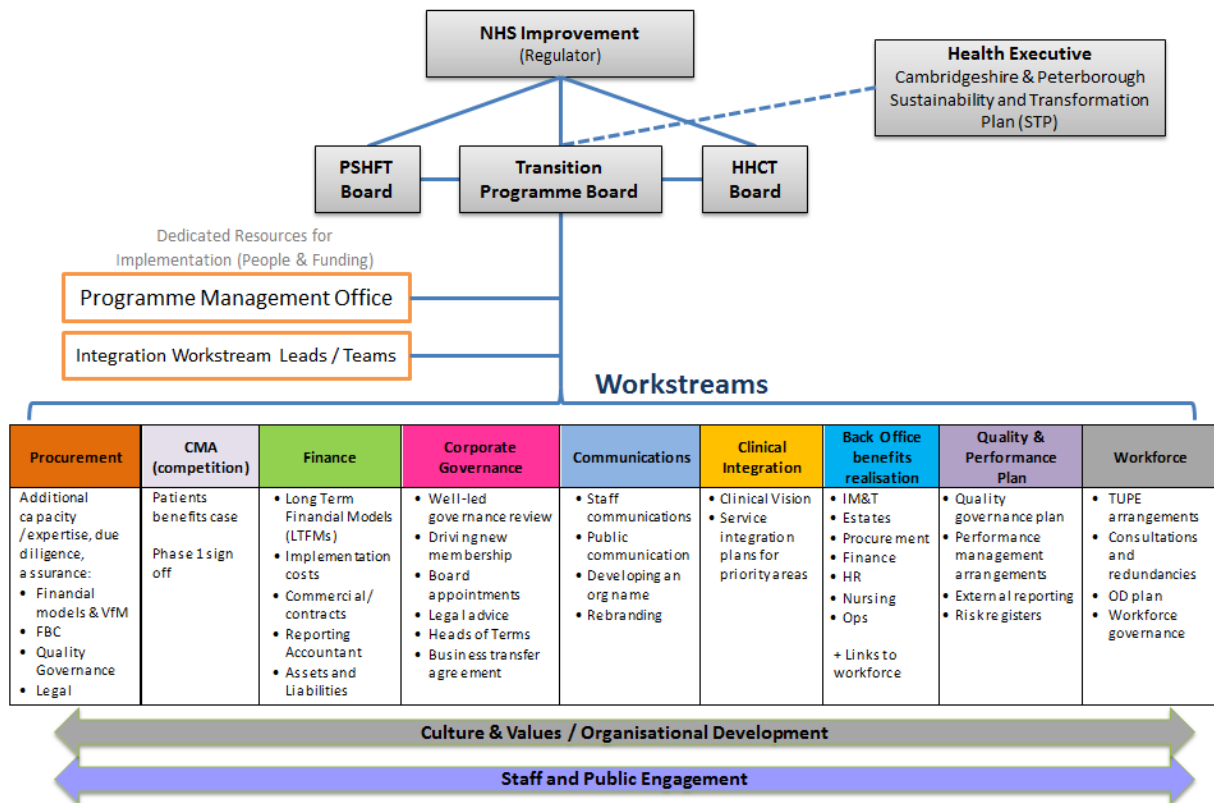 NHS Improvement
(Regulator)
Health Executive
Cambridgeshire & Peterborough
Sustainability and Transformation
Plan (STP)
PSHFT
Board
Transition
Programme Board
HHCT
Board
Dedicated Resources for
Implementation (People & Funding)
Programme Management Office
Integration Workstream Leads / Teams
Workstreams
Procurement
Additional
capacity
/expertise, due
diligence,
assurance:
• Financial
models & VfM
• FBC
• Quality
Governance
• Legal
CMA
(competition)
Patients
benefits case
Phase 1 sign
off
Finance
• Long Term
Financial Models
(LTFMs)
• Implementation
costs
• Commercial/
contracts
• Reporting
Accountant
• Assets and
Liabilities
Corporate
Governance
• Well-led
governance review
• Driving new
membership
• Board
appointments
• Legal advice
• Heads of Terms
• Business transfer
agreement
Communications
• Staff
communications
• Public
communication
• Developing an
org name
• Rebranding
Clinical
Integration
• Clinical Vision
• Service
integration
plans for
priority areas
Back Office
benefits
realisation
• IM&T
• Estates
• Procurement
• Finance
• HR
• Nursing
• Ops
+ Links to
workforce
Quality &
Performance
Plan
• Quality
governance plan
• Performance
management
arrangements
• External reporting
• Risk registers
Workforce
• TUPE
arrangements
• Consultations
and
redundancies
• OD plan
• Workforce
governance
Culture & Values / Organisational Development
Staff and Public Engagement